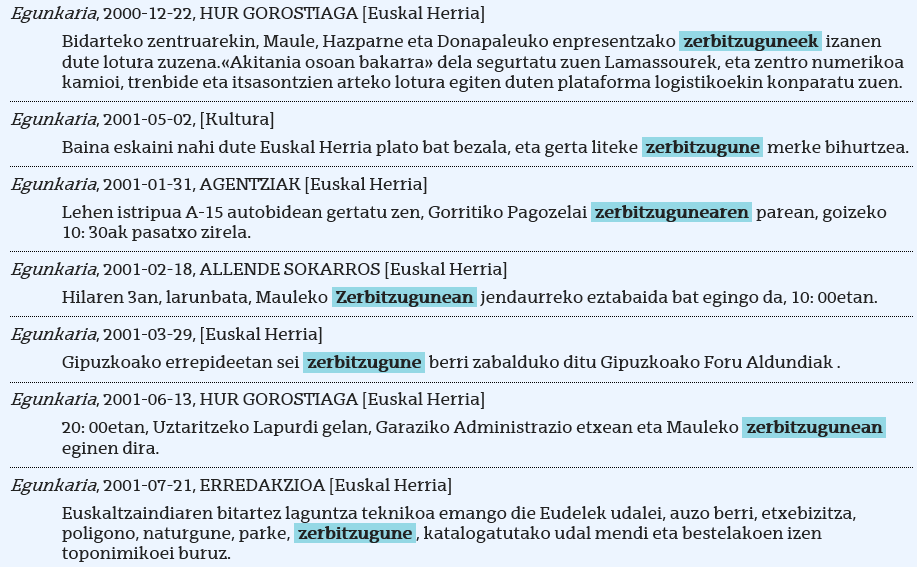 Egunkaria, 2000-12-22, HUR GOROSTIAGA [Euskal Herria]
Bidarteko zentruarekin, Maule, Hazparne eta Donapaleuko enpresentzako zerbitzuguneek izanen
dute lotura zuzena.«Akitania osoan bakarra» dela segurtatu zuen Lamassourek, eta zentro numerikoa
kamioi, trenbide eta itsasontzien arteko lotura egiten duten plataforma logistikoekin konparatu zuen.
Egunkaria, 2001-05-02, [Kultura]
Baina eskaini nahi dute Euskal Herria plato bat bezala, eta gerta liteke zerbitzugune merke bihurtzea.
Egunkaria, 2001-01-31, AGENTZIAK [Euskal Herria]
Lehen istripua A-15 autobidean gertatu zen, Gorritiko Pagozelai zerbitzugunearen parean, goizeko
10: 30ak pasatxo zirela.
Egunkaria, 2001-02-18, ALLENDE SOKARROS [Euskal Herria]
Hilaren 3an, larunbata, Mauleko Zerbitzugunean jendaurreko eztabaida bat egingo da, 10: 00etan.
Egunkaria, 2001-03-29, [Euskal Herria]
Gipuzkoako errepideetan sei zerbitzugune berri zabalduko ditu Gipuzkoako Foru Aldundiak .
Egunkaria, 2001-06-13, HUR GOROSTIAGA [Euskal Herria]
20: 00etan, Uztaritzeko Lapurdi gelan, Garaziko Administrazio etxean eta Mauleko zerbitzugunean
eginen dira.
Egunkaria, 2001-07-21, ERREDAKZIOA [Euskal Herria]
Euskaltzaindiaren bitartez laguntza teknikoa emango die Eudelek udalei, auzo berri, etxebizitza,
poligono, naturgune, parke, zerbitzugune, katalogatutako udal mendi eta bestelakoen izen
toponimikoei buruz.